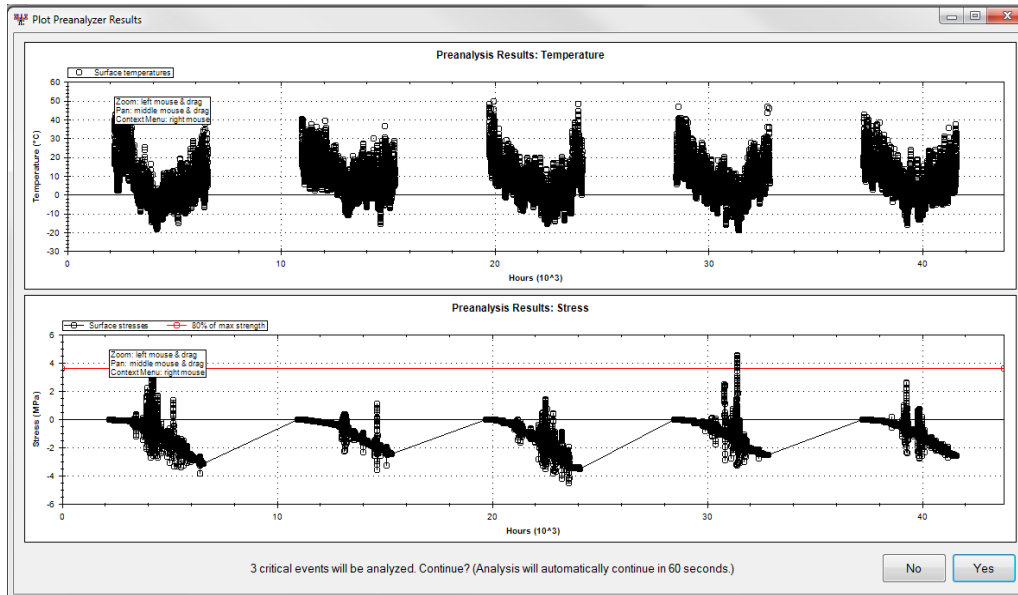 Plot Preanalyzer Results
Preanalysis Results: Temperature
Surface temperatures
60
50
40
30
20
10
0
-10
-20
-30
Temperature (°C)
Zoom: left mouse & drag
Pan: middle mouse & drag
Context Menu: right mouse
0 10 20 30 40
Hours (10^3)
Preanalysis Results: Stress
Surface stresses 80% of max strength
6
4
2
0
-2
-4
-6
Stress (MPa)
Zoom: left mouse & drag
Pan: middle mouse & drag
Context Menu: right mouse
0 10 20 30 40
Hours (10^3)
3 critical events will be analyzed. Continue? (Analysis will automatically continue in 60 seconds.)
No Yes